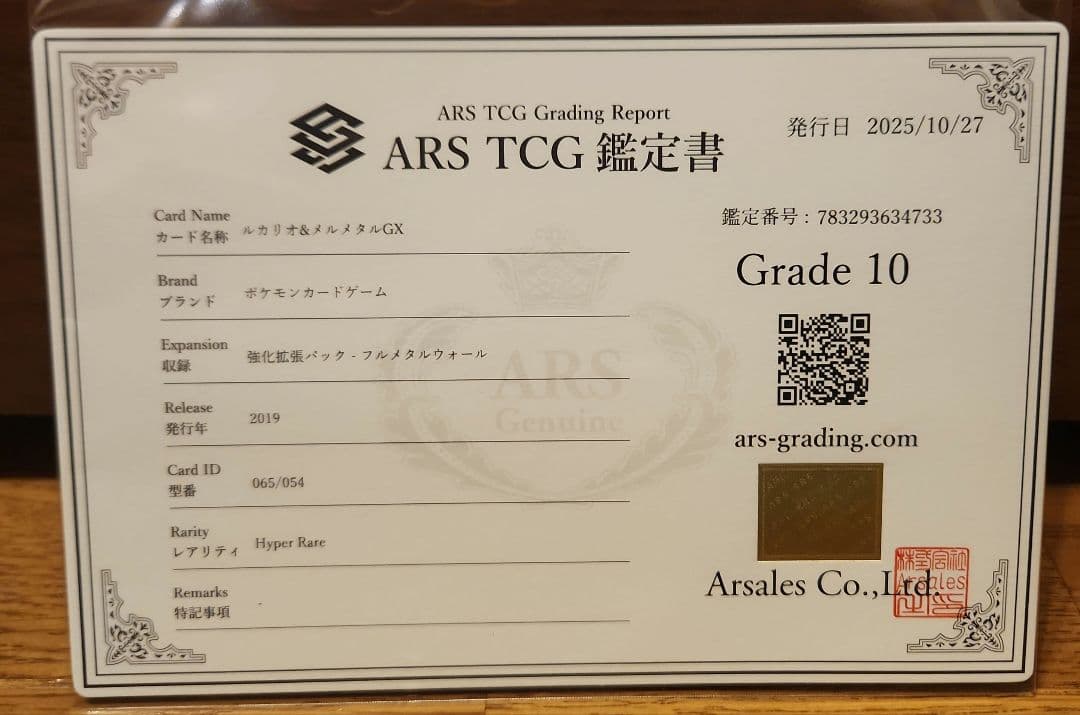 ARS TCG Grading Report
ARS TCG 鑑定書
発行日 2025/10/27
Card Name
カード名称 ルカリオ&メルメタルGX
Brand
ブランド ポケモンカードゲーム
Expansion
収録 強化拡張パック - フルメタルウォール
Release
発行年 2019
Card ID
型番 065/054
Rarity
レアリティ Hyper Rare
Remarks
特記事項 -
鑑定番号 : 783293634733
Grade 10
ars-grading.com
Arsales Co.,Ltd.
株式会社
Arsales
ARS
Genuine